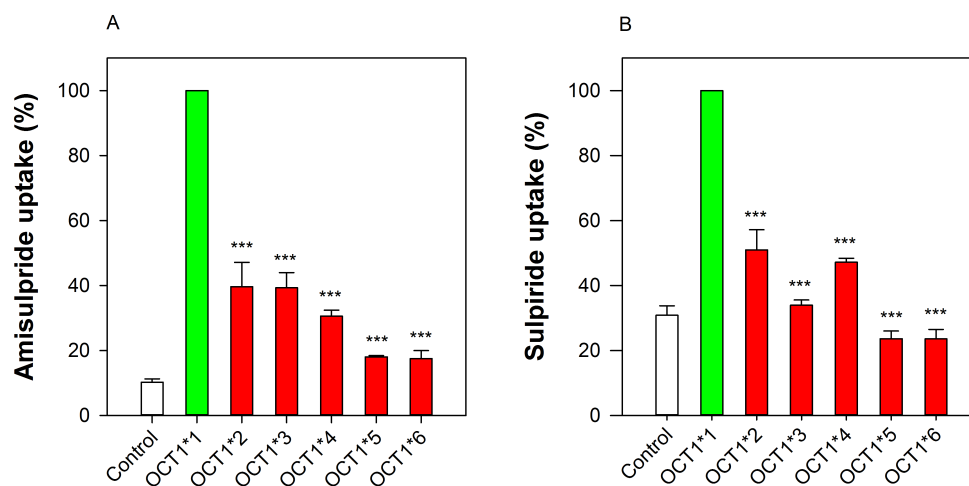 A
Amisulpride uptake (%)
100
80
60
40
20
0
***
***
***
***
***
Control
OCT1*1
OCT1*2
OCT1*3
OCT1*4
OCT1*5
OCT1*6
B
Sulpiride uptake (%)
100
80
60
40
20
0
***
***
***
***
***
Control
OCT1*1
OCT1*2
OCT1*3
OCT1*4
OCT1*5
OCT1*6